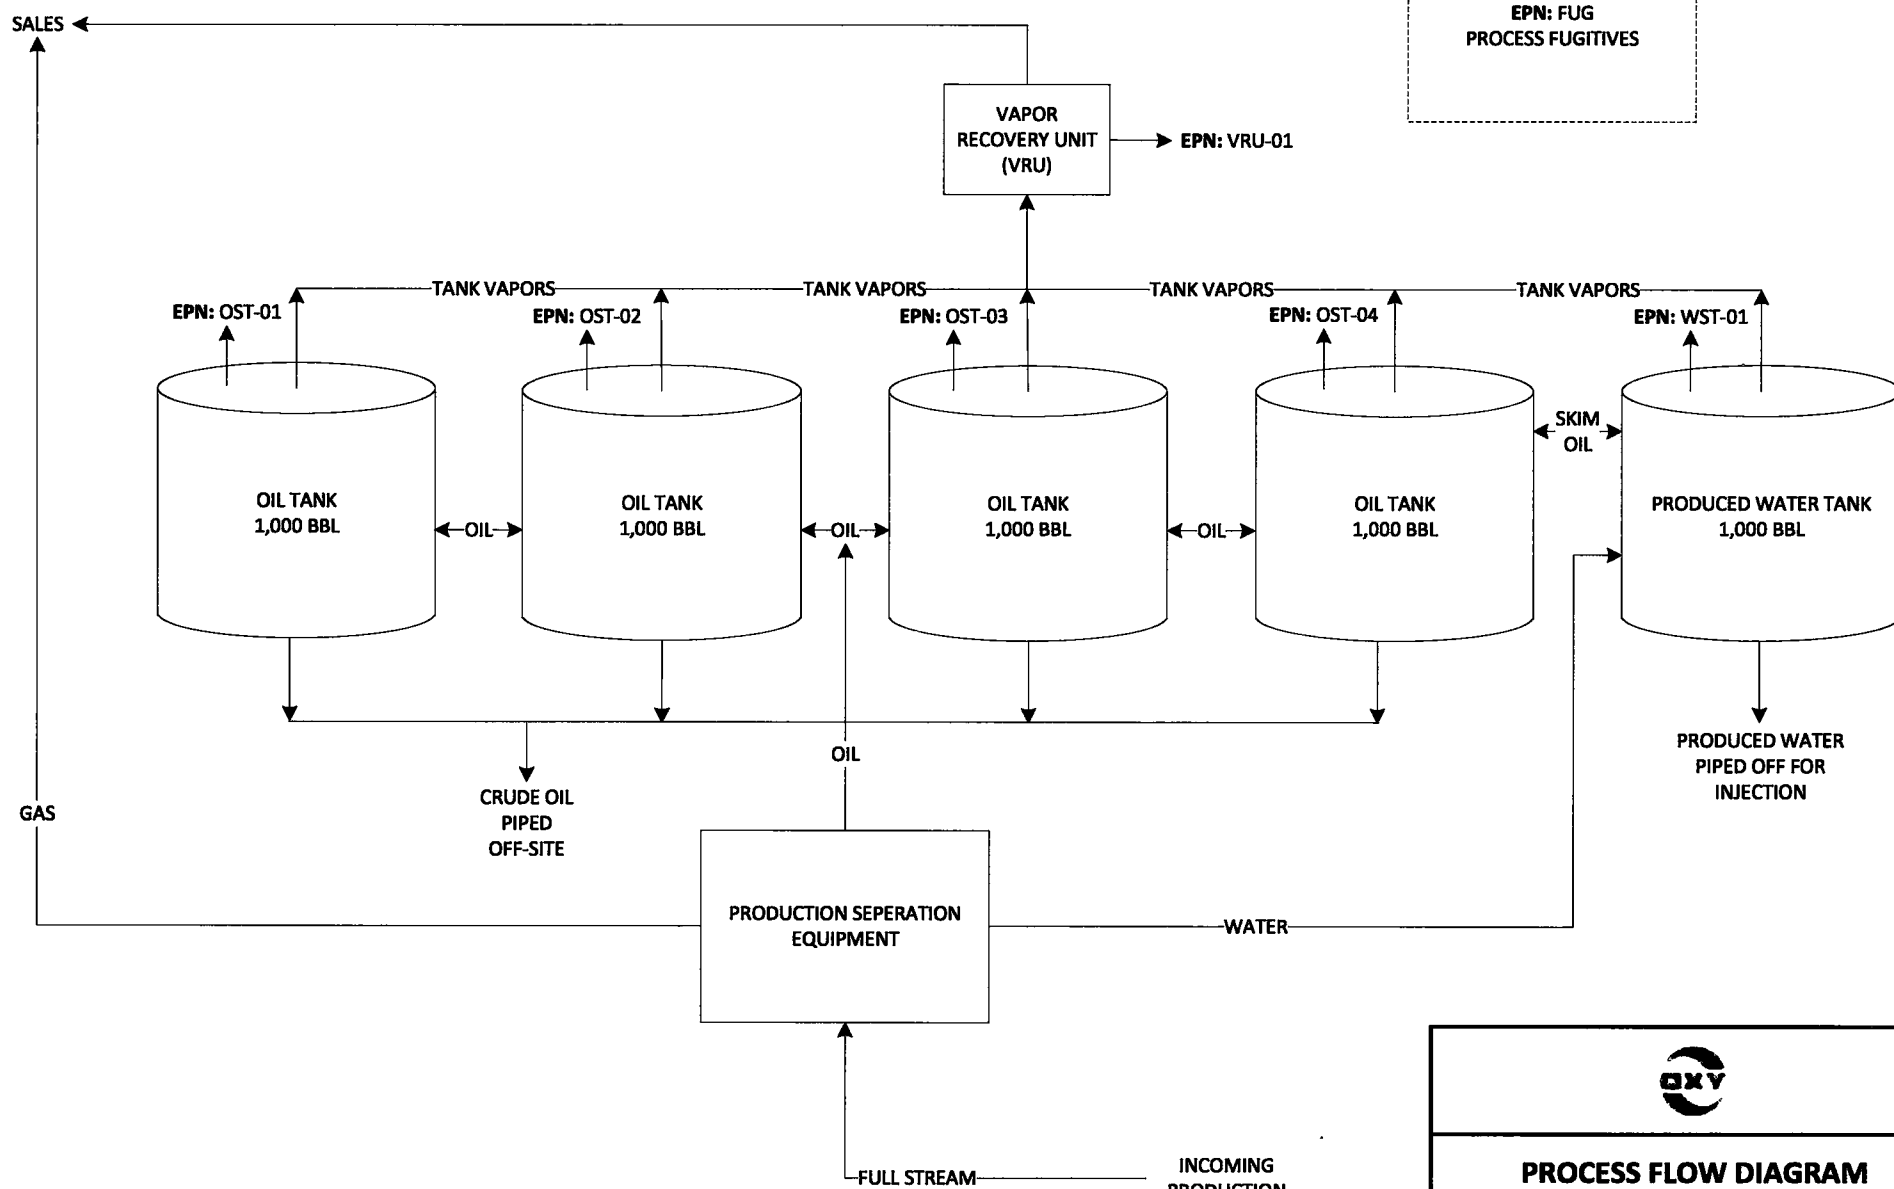 SALES
EPN: FUG
PROCESS FUGITIVES
VAPOR
RECOVERY UNIT
(VRU)
EPN: VRU-01
TANK VAPORS
TANK VAPORS
TANK VAPORS
TANK VAPORS
EPN: OST-01
EPN: OST-02
EPN: OST-03
EPN: OST-04
EPN: WST-01
SKIM
OIL
OIL TANK
1,000 BBL
OIL
OIL TANK
1,000 BBL
OIL
OIL TANK
1,000 BBL
OIL
OIL TANK
1,000 BBL
PRODUCED WATER TANK
1,000 BBL
OIL
PRODUCED WATER
PIPED OFF FOR
INJECTION
CRUDE OIL
PIPED
OFF-SITE
GAS
PRODUCTION SEPERATION
EQUIPMENT
WATER
FULL STREAM
INCOMING
PRODUCTION
OXY
PROCESS FLOW DIAGRAM